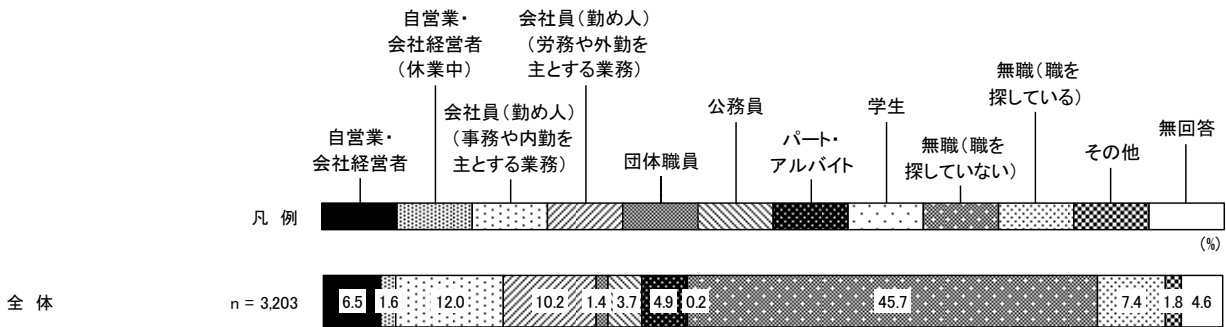 自営業・
会社経営者
(休業中)
会社員(勤め人)
(労務や外勤を
主とする業務)
無職(職を
探している)
自営業・
会社経営者
会社員(勤め人)
(事務や内勤を
主とする業務)
団体職員
公務員
パート・
アルバイト
学生
無職(職を
探していない)
その他
無回答
凡 例
(%)
全 体
n = 3,203
6.5 1.6 12.0 10.2 1.4 3.7 4.9 0.2 45.7 7.4 1.8 4.6